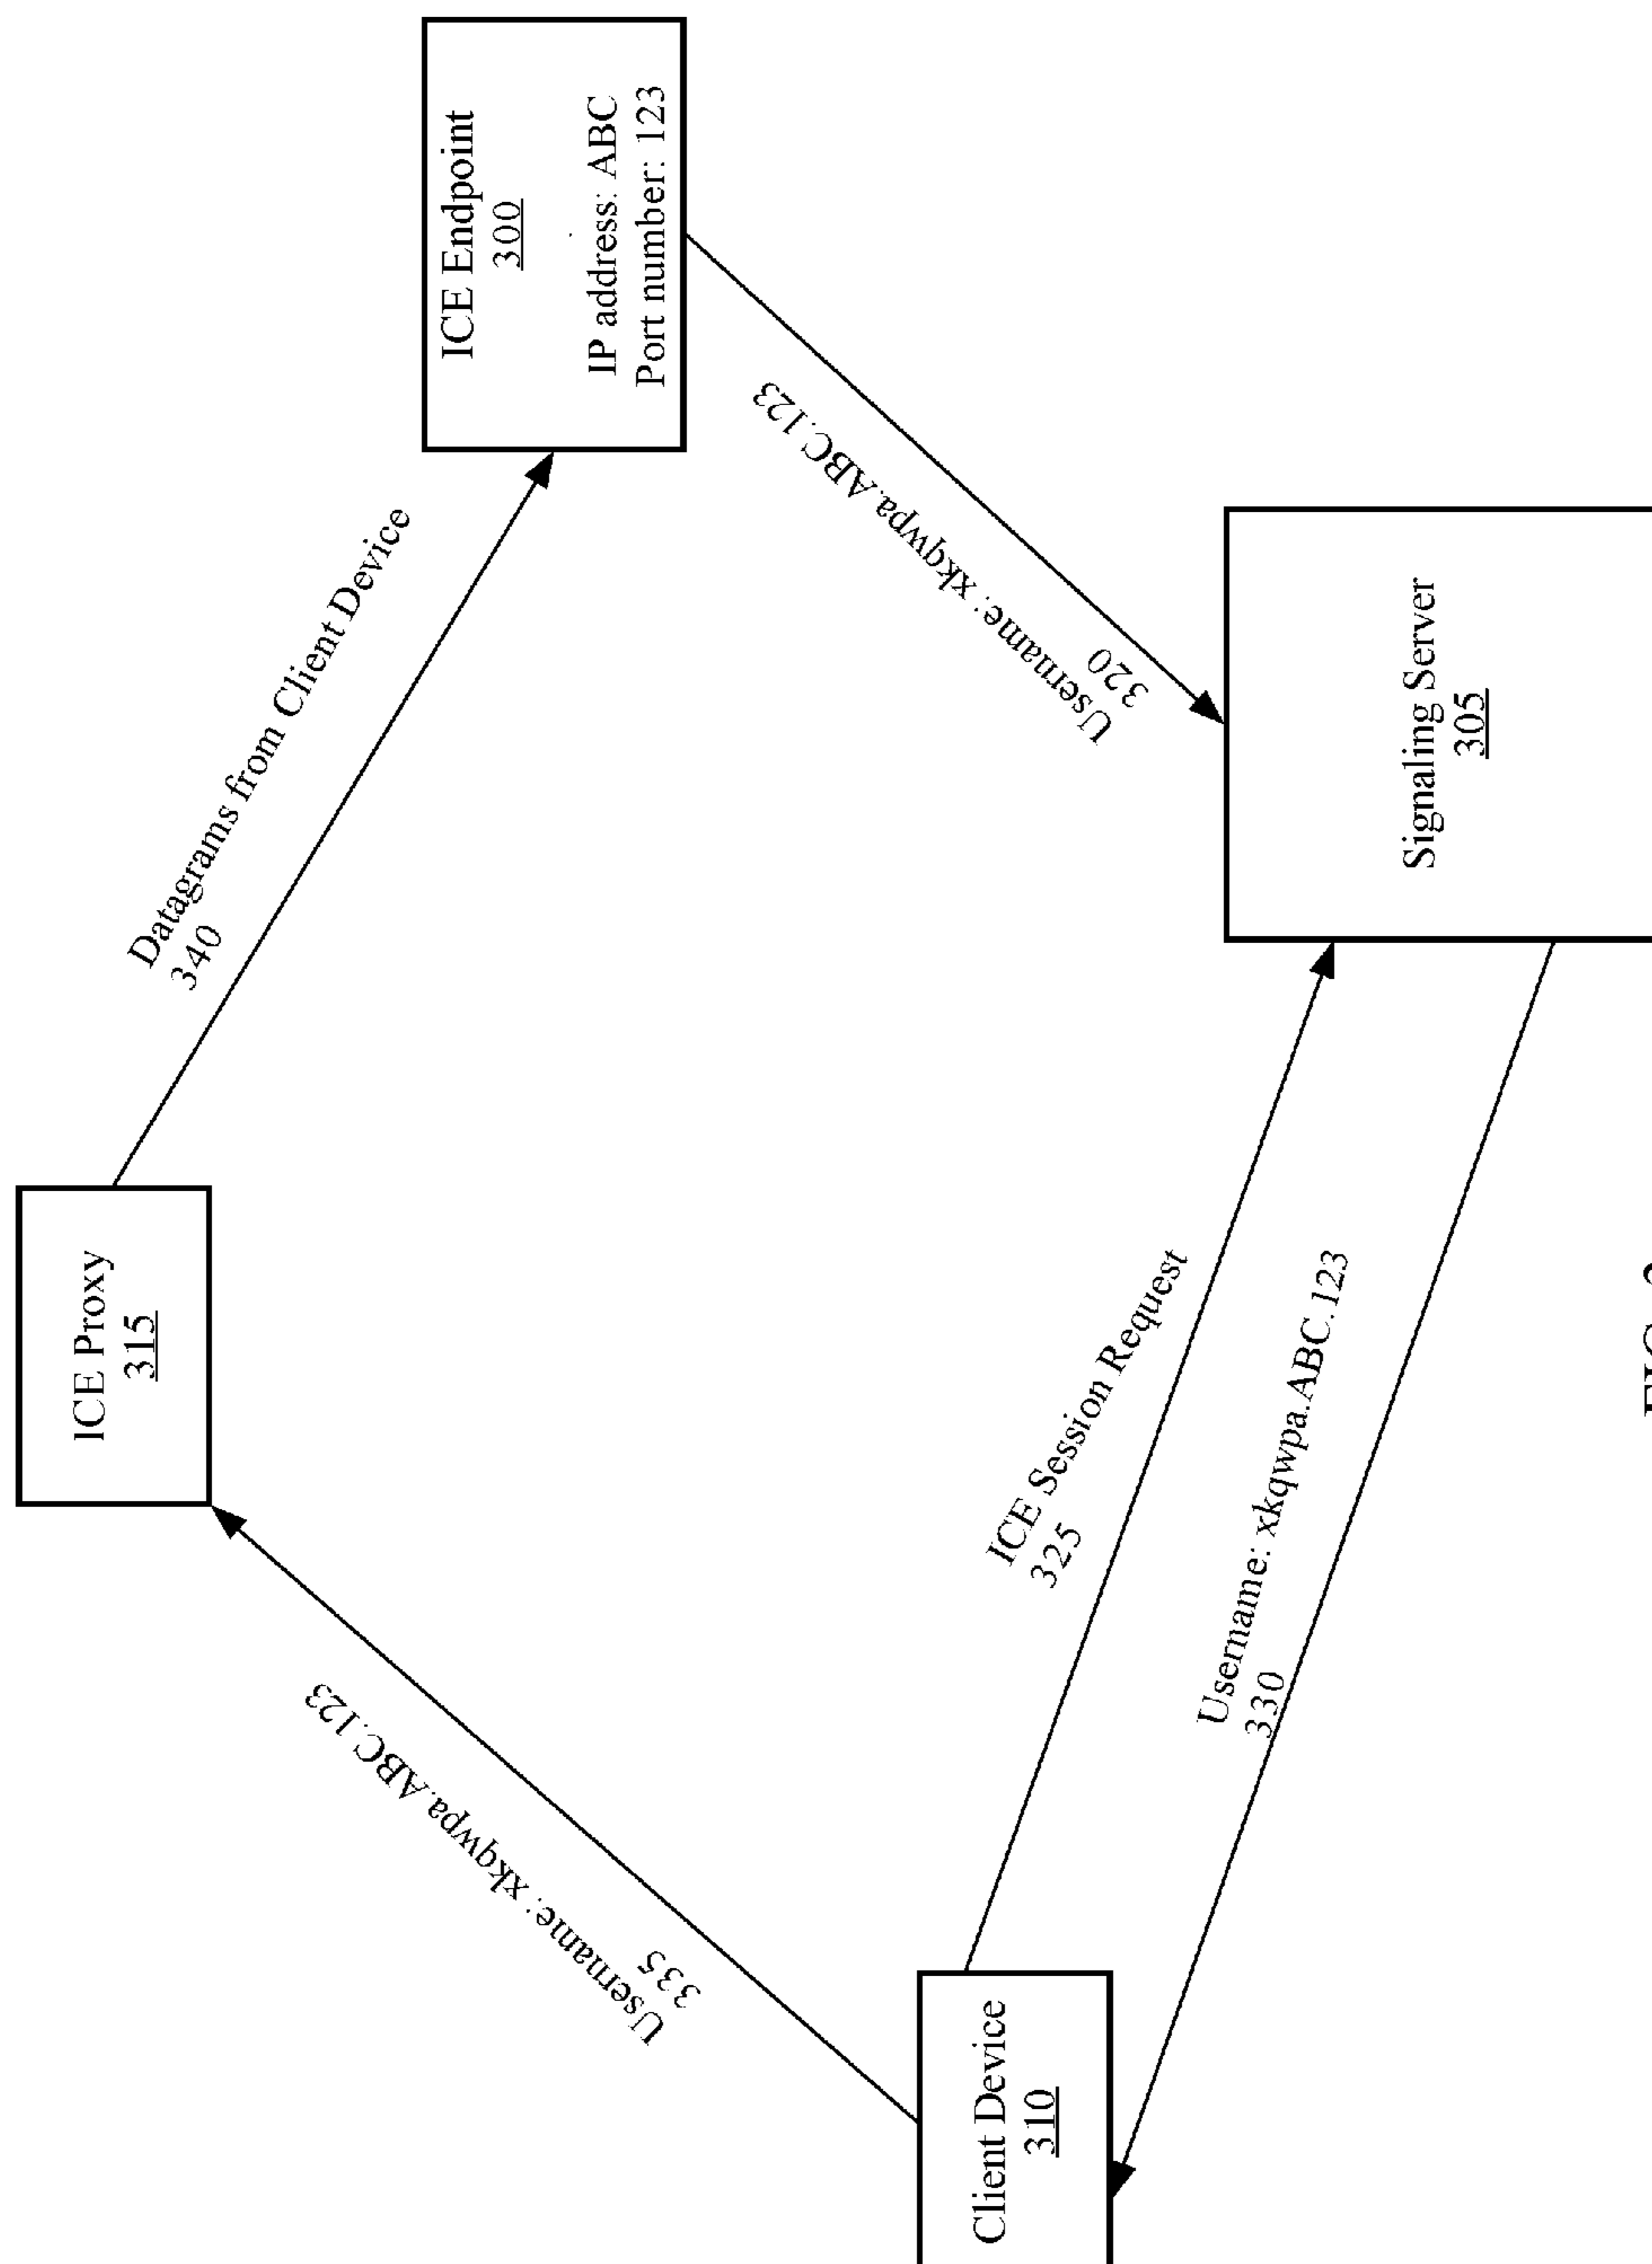 ICE Proxy
315
Datagrams from Client Device
340
ICE Endpoint
300
IP address: ABC
Port number: 123
Username: xkqwpa.ABC.123
335
Username: xkqwpa.ABC.123
320
Client Device
310
ICE Session Request
325
Username: xkqwpa.ABC.123
330
Signaling Server
305